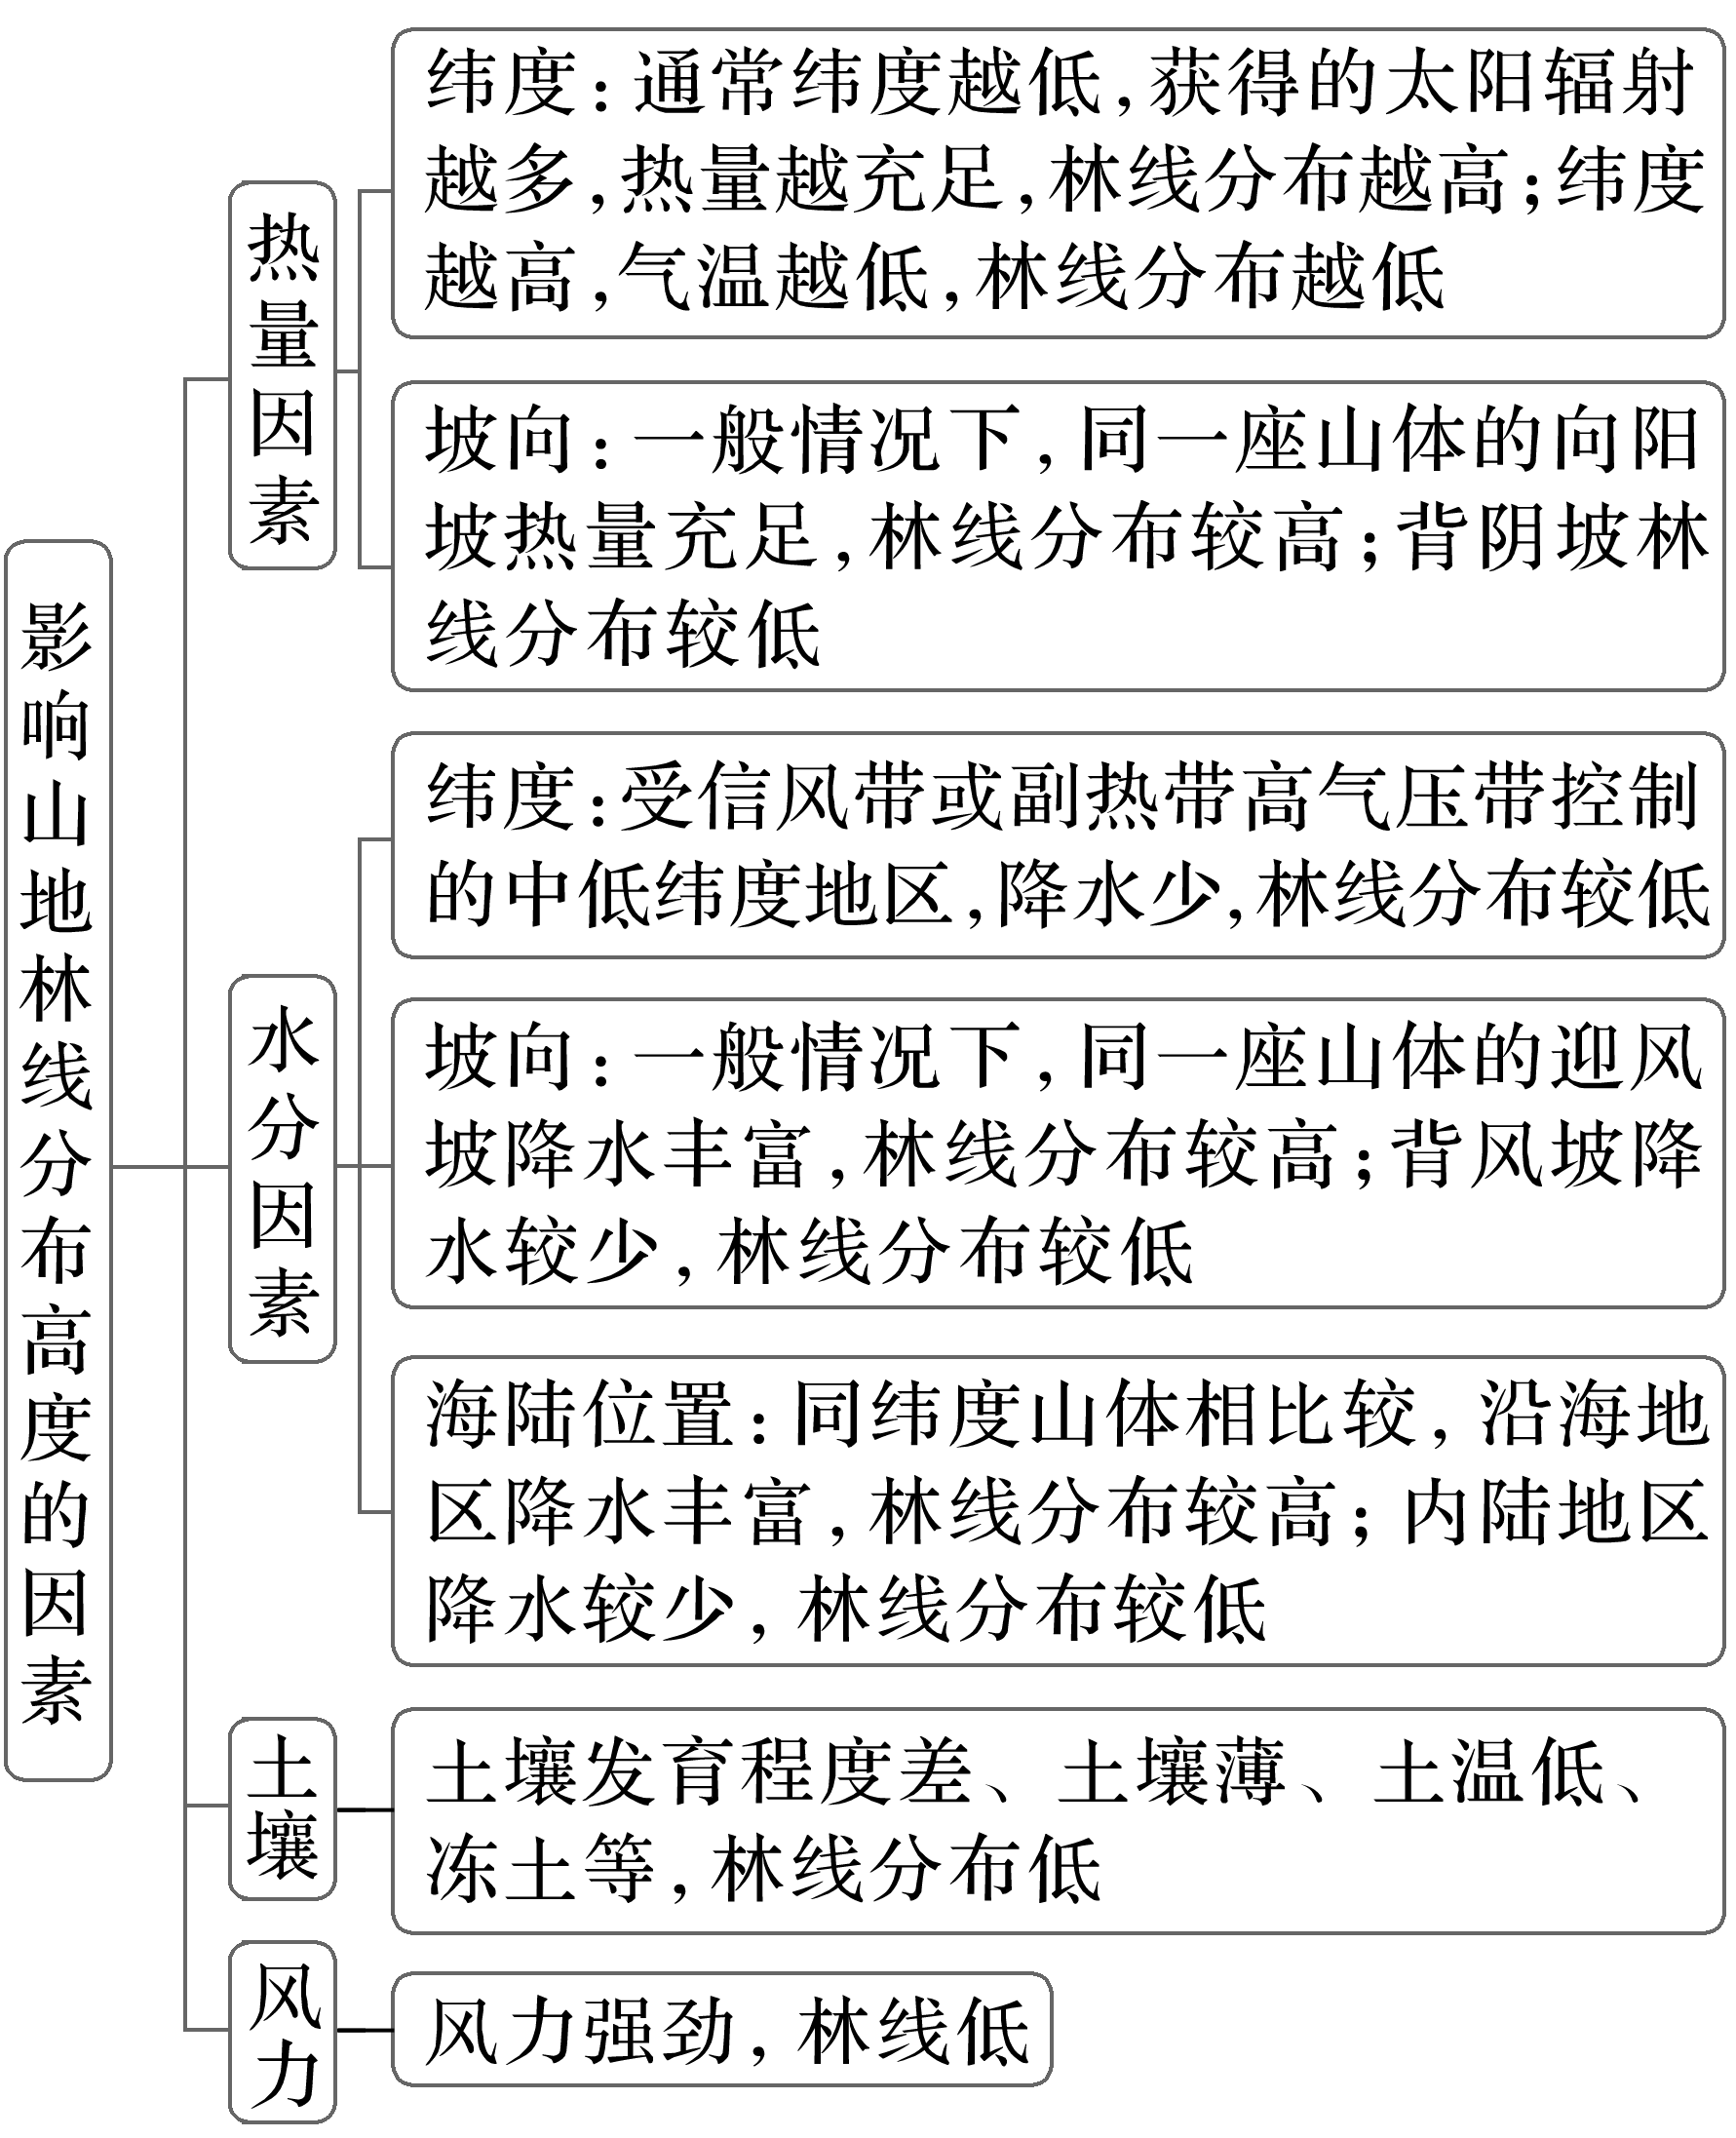 影响山地林线分布高度的因素
热量因素
纬度:通常纬度越低,获得的太阳辐射
越多,热量越充足,林线分布越高;纬度
越高,气温越低,林线分布越低
坡向:一般情况下,同一座山体的向阳
坡热量充足,林线分布较高;背阴坡林
线分布较低
水分因素
纬度:受信风带或副热带高气压带控制
的中低纬度地区,降水少,林线分布较低
坡向:一般情况下,同一座山体的迎风
坡降水丰富,林线分布较高;背风坡降
水较少,林线分布较低
海陆位置:同纬度山体相比较,沿海地
区降水丰富,林线分布较高;内陆地区
降水较少,林线分布较低
土壤
土壤发育程度差、土壤薄、土温低、
冻土等,林线分布低
风力
风力强劲,林线低